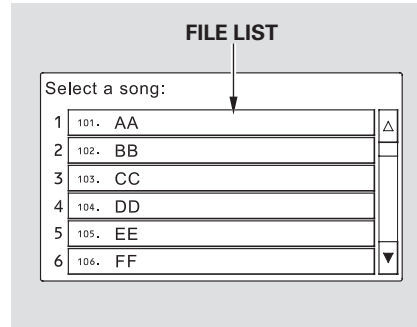 FILE LIST
Select a song:
1 101. AA
2 102. BB
3 103. CC
4 104. DD
5 105. EE
6 106. FF